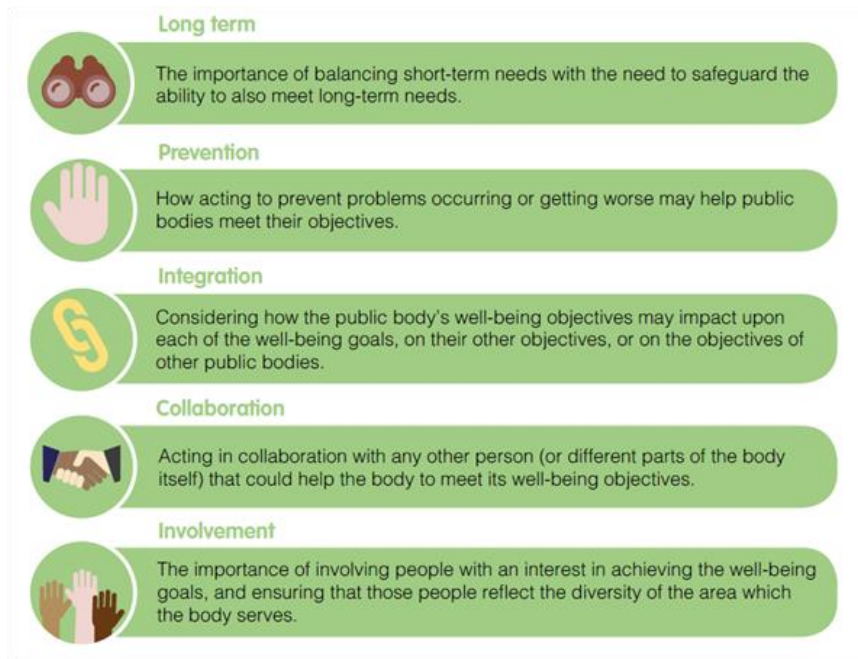 Long term
The importance of balancing short-term needs with the need to safeguard the
ability to also meet long-term needs.
Prevention
How acting to prevent problems occurring or getting worse may help public
bodies meet their objectives.
Integration
Considering how the public body's well-being objectives may impact upon
each of the well-being goals, on their other objectives, or on the objectives of
other public bodies.
Collaboration
Acting in collaboration with any other person (or different parts of the body
itself) that could help the body to meet its well-being objectives.
Involvement
The importance of involving people with an interest in achieving the well-being
goals, and ensuring that those people reflect the diversity of the area which
the body serves.